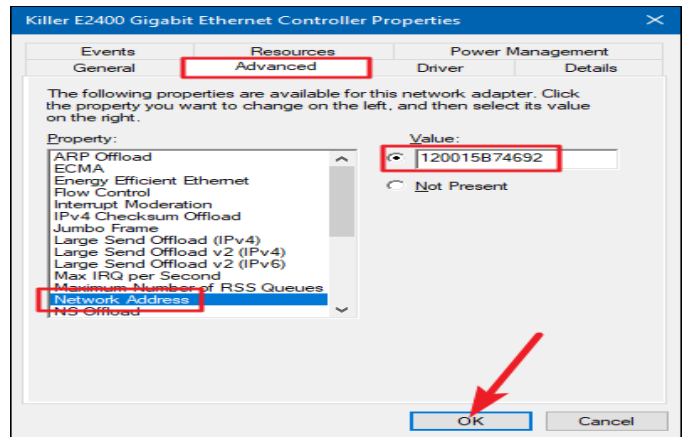 Killer E2400 Gigabit Ethernet Controller Properties
Events Resources Power Management
General Advanced Driver Details
The following properties are available for this network adapter. Click
the property you want to change on the left, and then select its value
on the right.
Property:
ARP Offload
ECMA
Energy Efficient Ethernet
Flow Control
Interrupt Moderation
IPv4 Checksum Offload
Jumbo Frame
Large Send Offload (IPv4)
Large Send Offload v2 (IPv4)
Large Send Offload v2 (IPv6)
Max IRQ per Second
Maximum Number of RSS Queues
Network Address
NS Offload
Value:
120015B74692
Not Present
OK Cancel